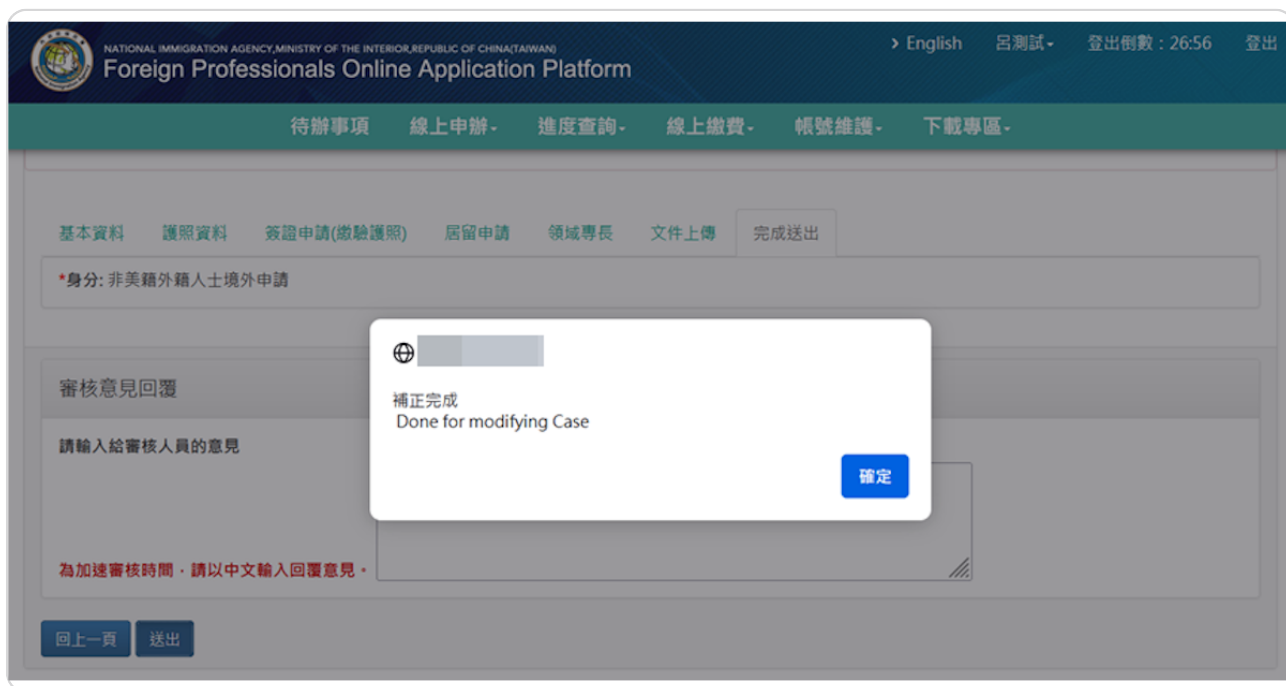 NATIONAL IMMIGRATION AGENCY,MINISTRY OF THE INTERIOR,REPUBLIC OF CHINA(TAIWAN)
Foreign Professionals Online Application Platform
English 呂測試 登出倒數：26:56 登出
待辦事項 線上申辦 進度查詢 線上繳費 帳號維護 下載專區
基本資料 護照資料 簽證申請(繳驗護照) 居留申請 領域專長 文件上傳 完成送出
*身分: 非美籍外籍人士境外申請
補正完成
Done for modifying Case
確定
審核意見回覆
請輸入給審核人員的意見
為加速審核時間，請以中文輸入回覆意見。
回上一頁 送出